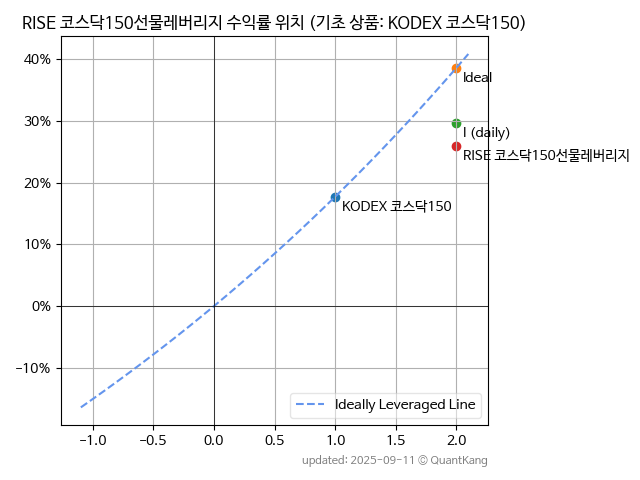 RISE 코스닥150선물레버리지 수익률 위치 (기초 상품: KODEX 코스닥150)
40%
30%
20%
10%
0%
−10%
Ideal
I (daily)
RISE 코스닥150선물레버리지
KODEX 코스닥150
Ideally Leveraged Line
−1.0
−0.5
0.0
0.5
1.0
1.5
2.0
updated: 2025-09-11 © QuantKang